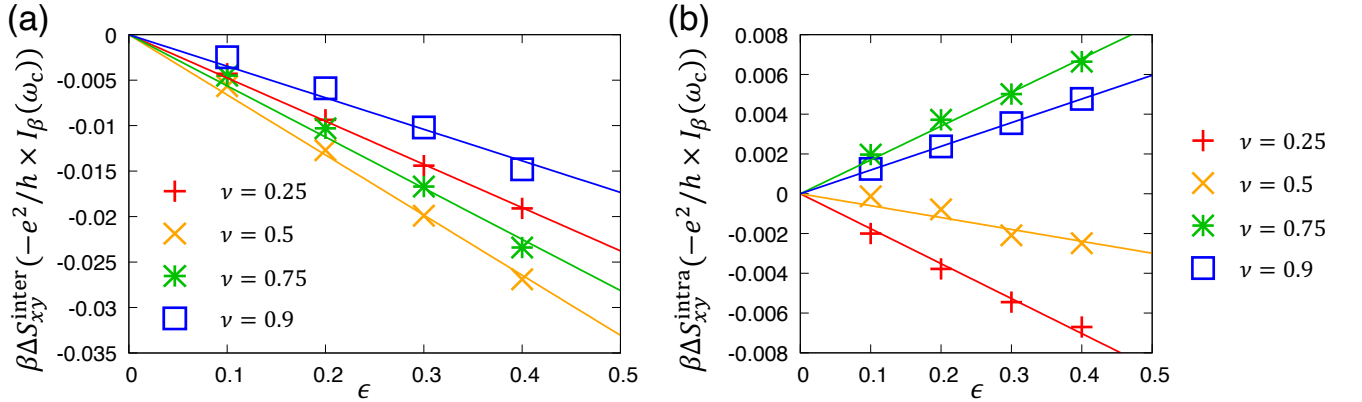 (a)
βΔS_xy^inter(−e²/h × I_β(ω_c))
0
-0.005
-0.01
-0.015
-0.02
-0.025
-0.03
-0.035
0 0.1 0.2 0.3 0.4 0.5
ϵ
ν = 0.25
ν = 0.5
ν = 0.75
ν = 0.9
(b)
βΔS_xy^intra(−e²/h × I_β(ω_c))
0.008
0.006
0.004
0.002
0
-0.002
-0.004
-0.006
-0.008
0 0.1 0.2 0.3 0.4 0.5
ϵ
ν = 0.25
ν = 0.5
ν = 0.75
ν = 0.9